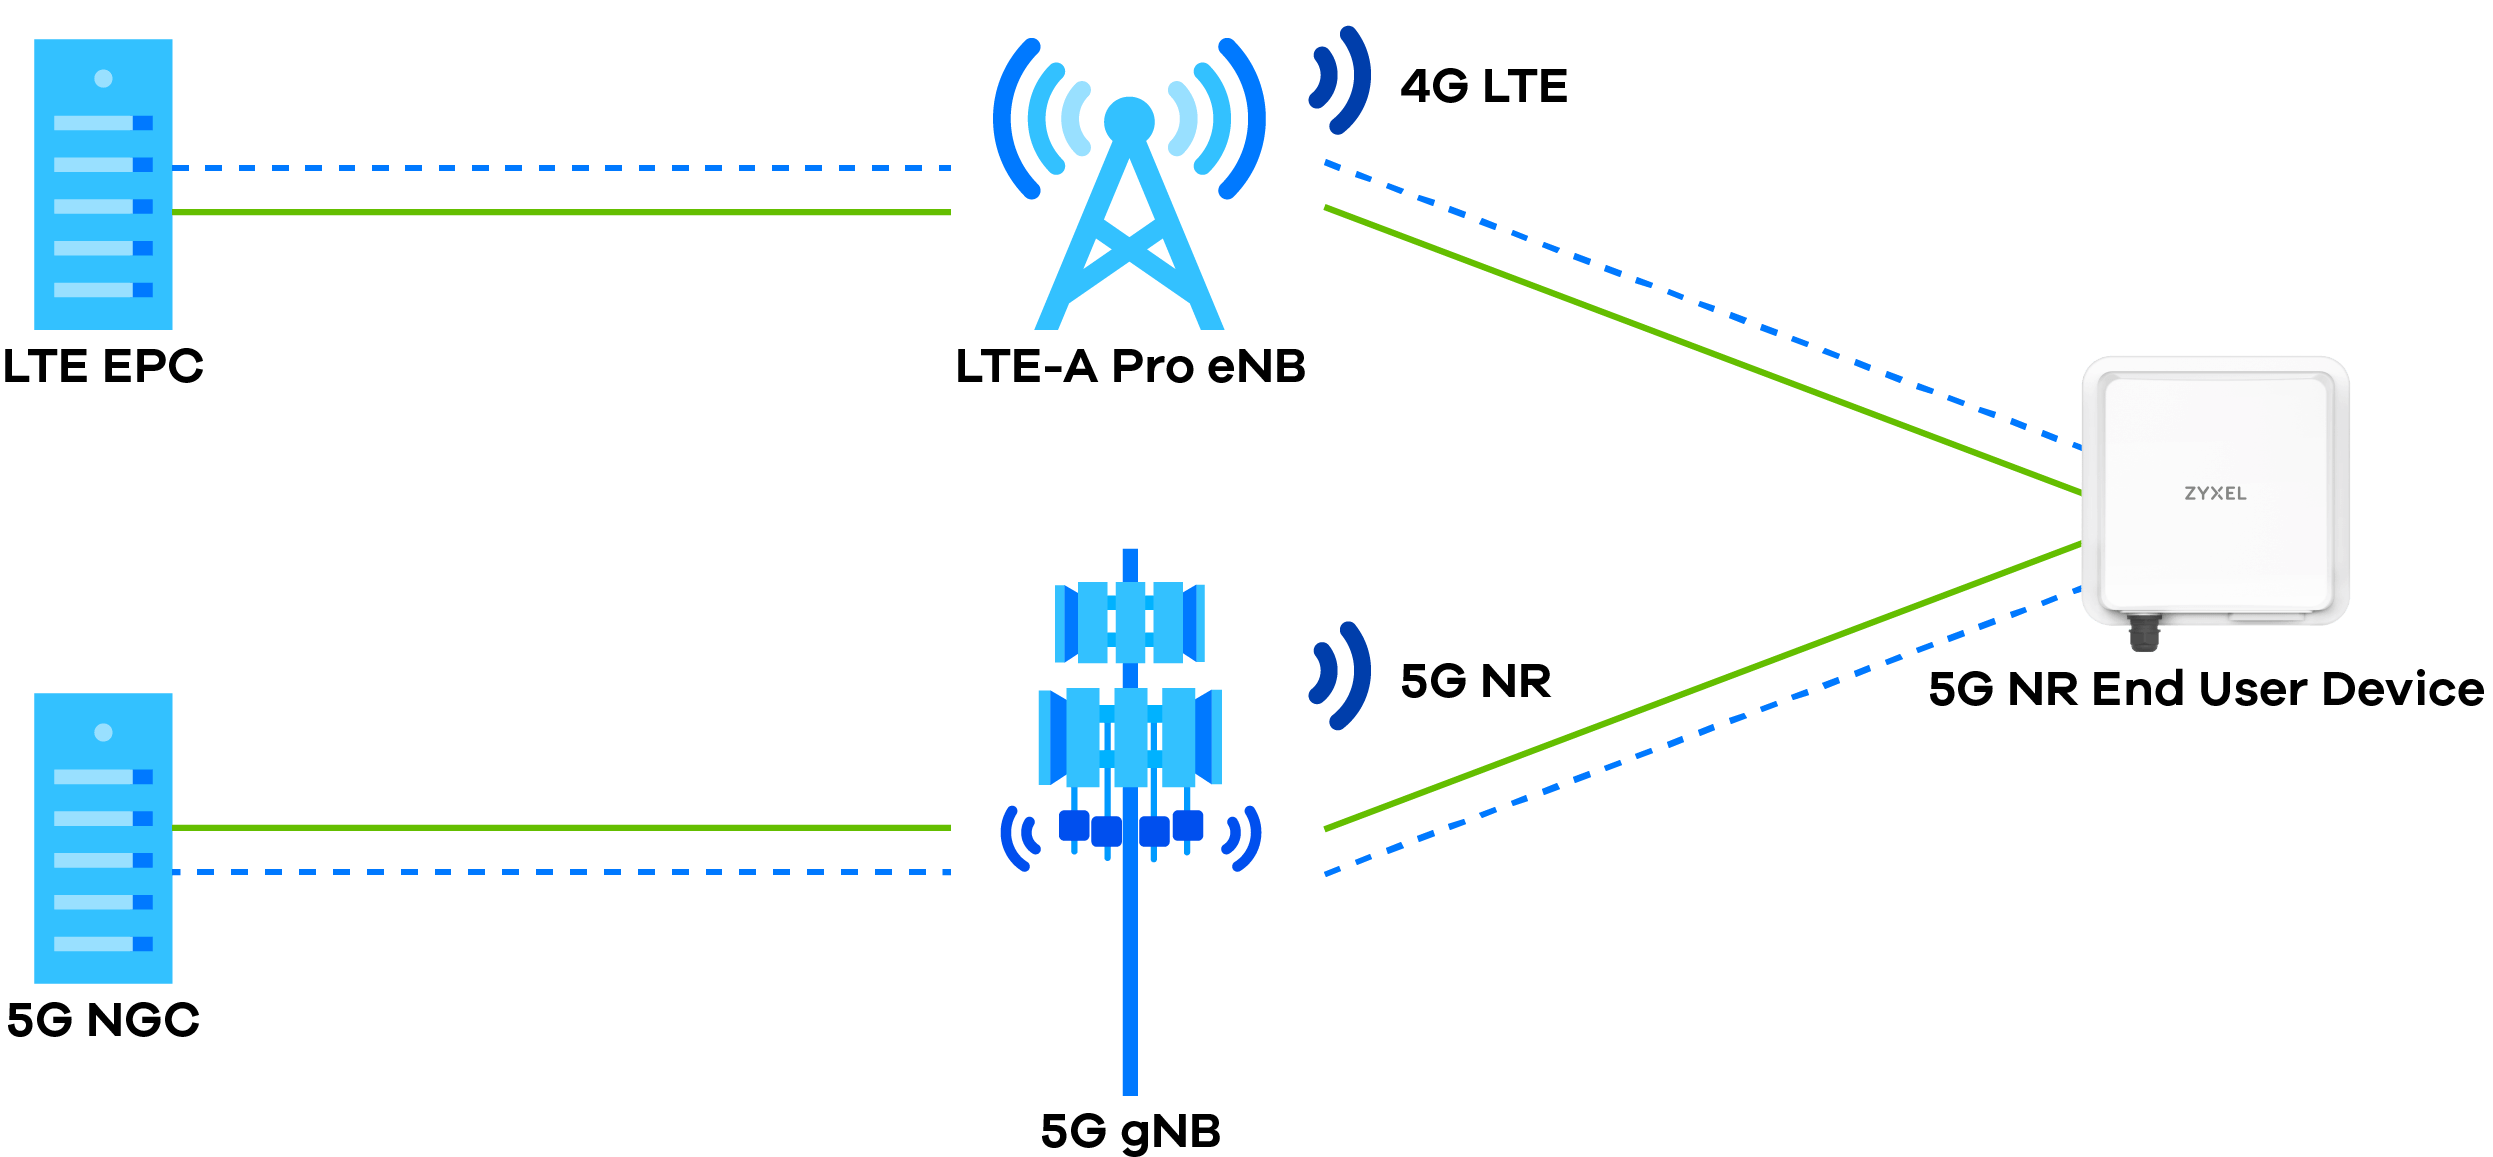 4G LTE
LTE EPC
LTE-A Pro eNB
ZYXEL
5G NR
5G NR End User Device
5G NGC
5G gNB